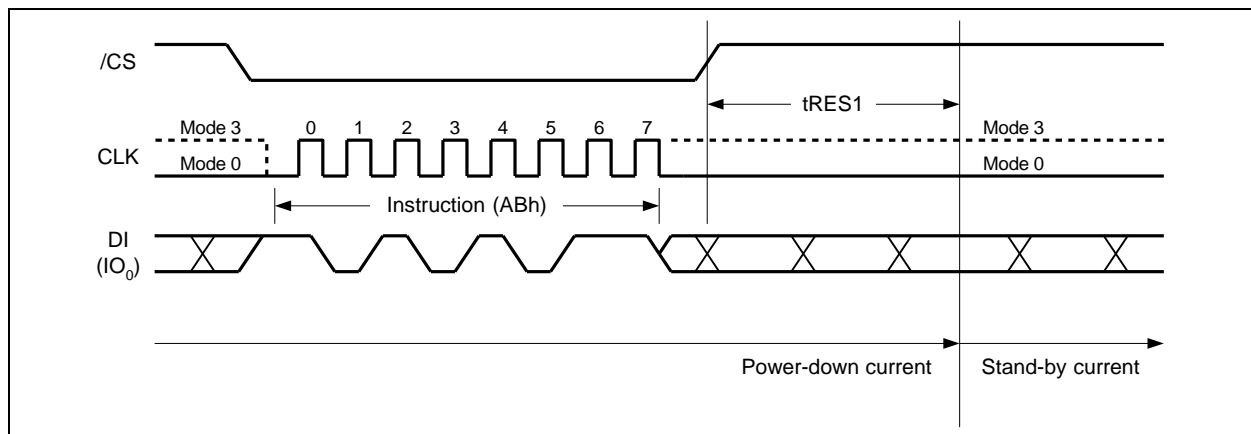 /CS
tRES1
Mode 3 0 1 2 3 4 5 6 7 Mode 3
CLK
Mode 0 Mode 0
Instruction (ABh)
DI
(IO0)
Power-down current Stand-by current